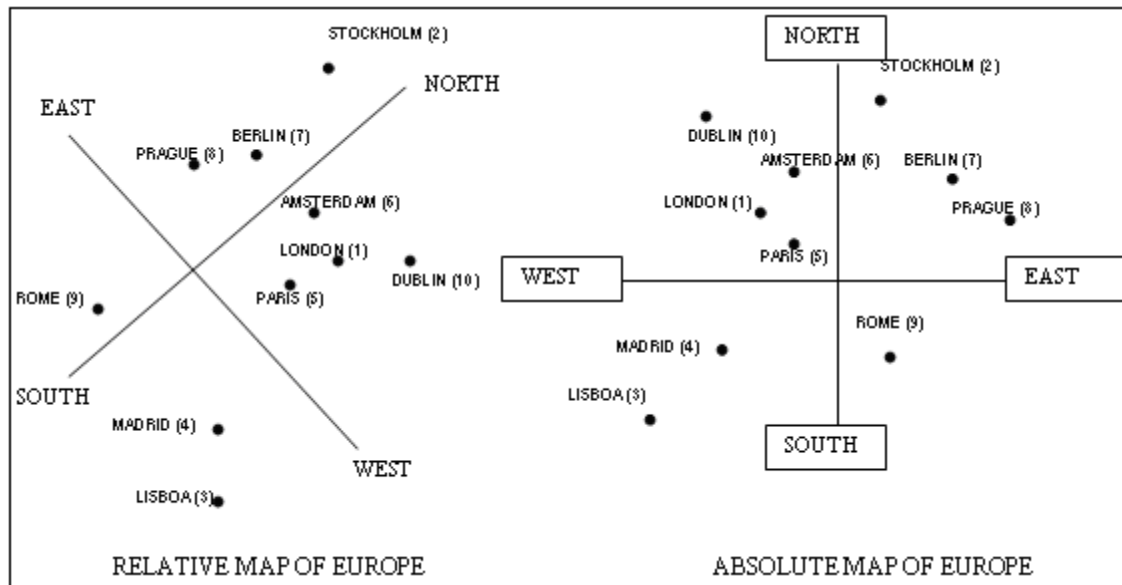 STOCKHOLM (2)
NORTH
EAST
BERLIN (7)
PRAGUE (8)
AMSTERDAM (6)
LONDON (1)
DUBLIN (10)
ROME (9)
PARIS (5)
SOUTH
MADRID (4)
WEST
LISBOA (3)
RELATIVE MAP OF EUROPE
NORTH
STOCKHOLM (2)
DUBLIN (10)
AMSTERDAM (6)
BERLIN (7)
LONDON (1)
PRAGUE (8)
PARIS (5)
WEST
EAST
ROME (9)
MADRID (4)
LISBOA (3)
SOUTH
ABSOLUTE MAP OF EUROPE